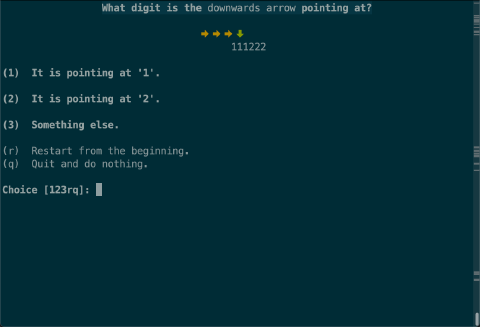 What digit is the downwards arrow pointing at?
111222
(1) It is pointing at '1'.
(2) It is pointing at '2'.
(3) Something else.
(r) Restart from the beginning.
(q) Quit and do nothing.
Choice [123rq]: